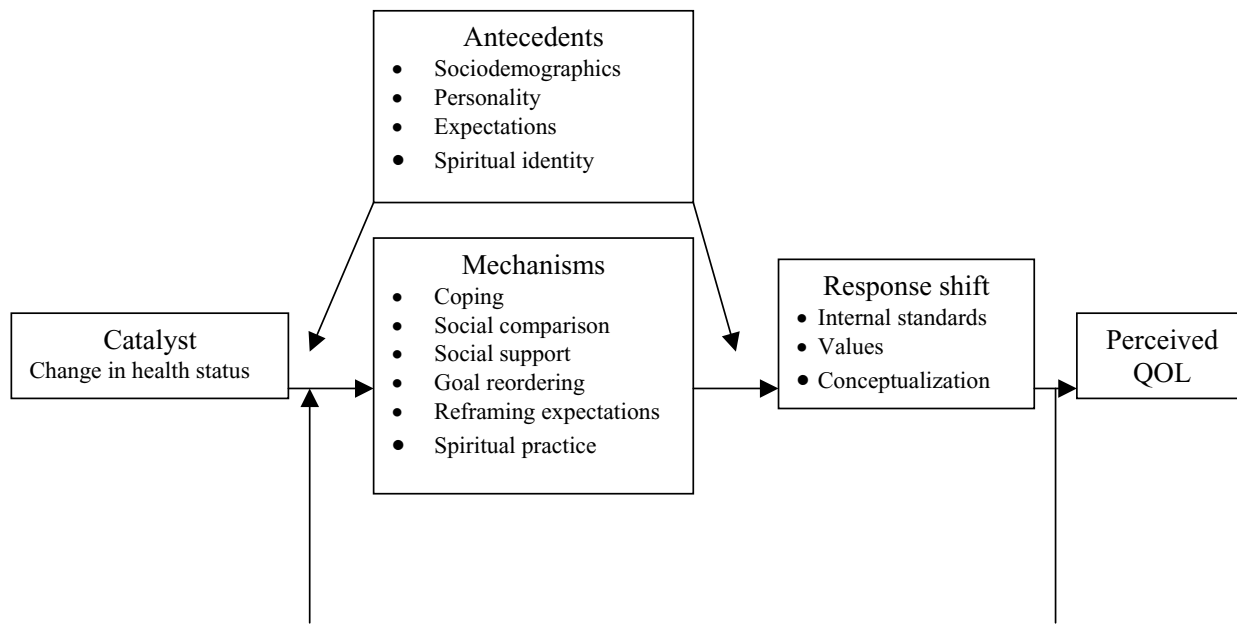 Antecedents
• Sociodemographics
• Personality
• Expectations
• Spiritual identity
Catalyst
Change in health status
Mechanisms
• Coping
• Social comparison
• Social support
• Goal reordering
• Reframing expectations
• Spiritual practice
Response shift
• Internal standards
• Values
• Conceptualization
Perceived
QOL